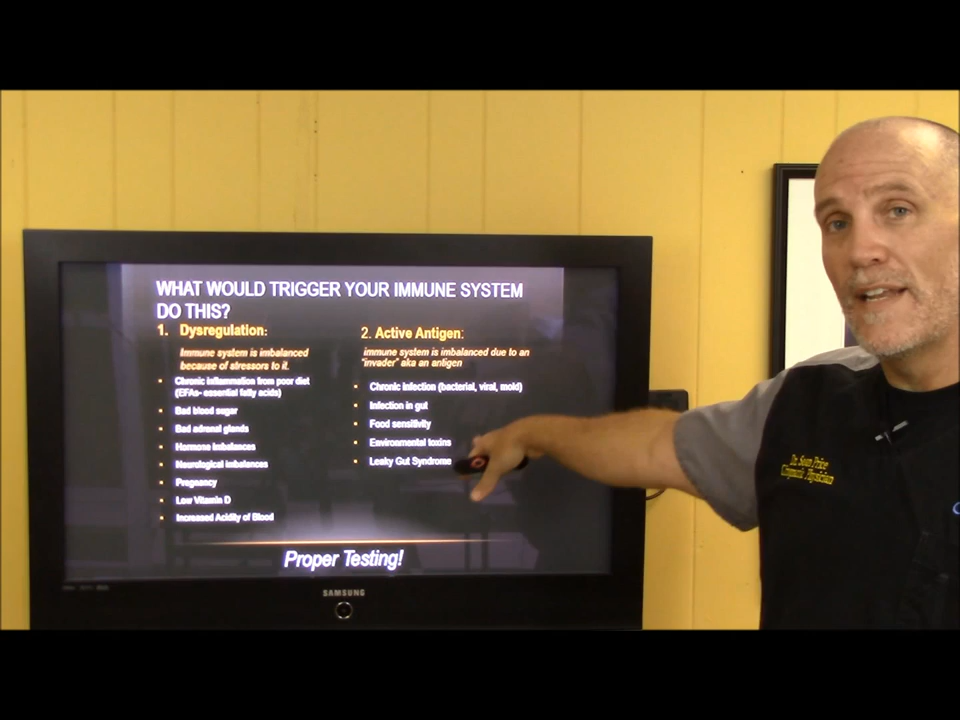 WHAT WOULD TRIGGER YOUR IMMUNE SYSTEM
DO THIS?
1. Dysregulation:
Immune system is imbalanced
because of stressors to it.
• Chronic inflammation from poor diet
(EFAs- essential fatty acids)
• Bad blood sugar
• Bad adrenal glands
• Hormone imbalances
• Neurological imbalances
• Pregnancy
• Low Vitamin D
• Increased Acidity of Blood
2. Active Antigen:
immune system is imbalanced due to an
"invader" aka an antigen
• Chronic infection (bacterial, viral, mold)
• Infection in gut
• Food sensitivity
• Environmental toxins
• Leaky Gut Syndrome
Proper Testing!
SAMSUNG
Dr. Sean Price
Physician